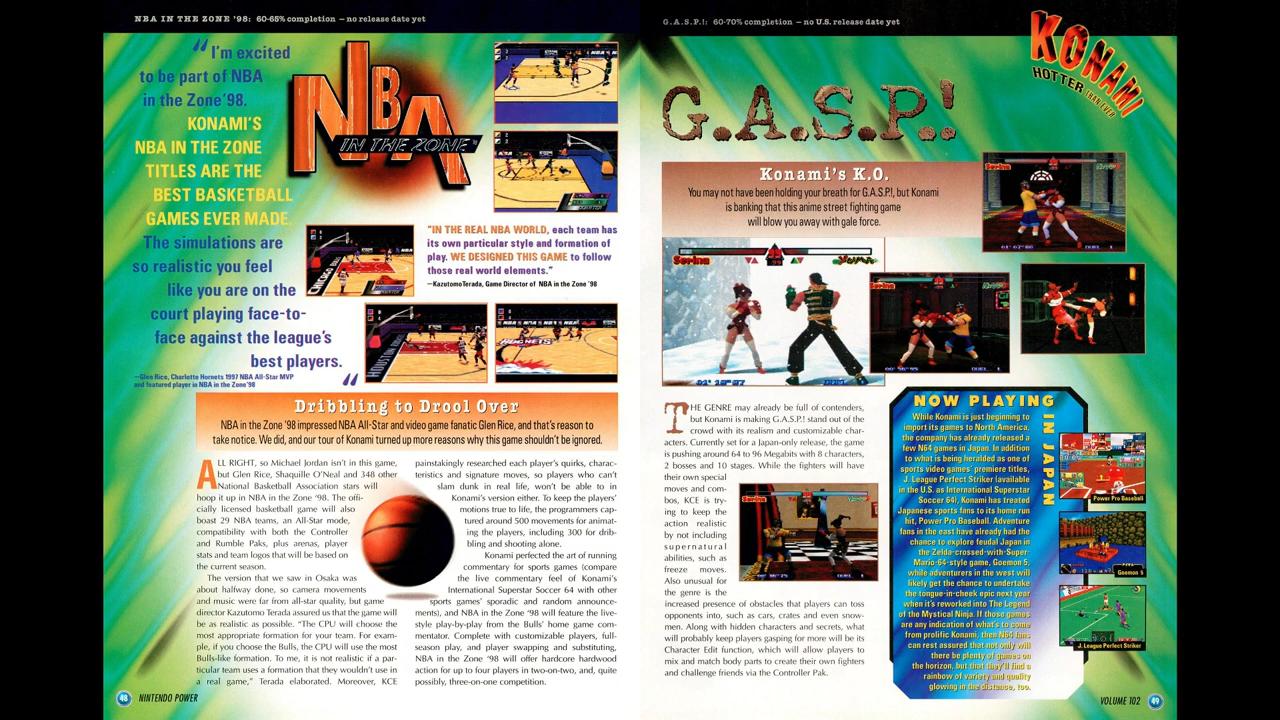 NBA IN THE ZONE '98: 60-65% completion — no release date yet
“I'm excited
to be part of NBA
in the Zone '98.
KONAMI'S
NBA IN THE ZONE
TITLES ARE THE
BEST BASKETBALL
GAMES EVER MADE.
The simulations are
so realistic you feel
like you are on the
court playing face-to-
face against the league's
best players.
”
—Glen Rice, Charlotte Hornets 1997 NBA All-Star MVP
and featured player in NBA in the Zone'98
NBA
IN THE ZONE™
"IN THE REAL NBA WORLD, each team has
its own particular style and formation of
play. WE DESIGNED THIS GAME to follow
those real world elements."
—KazutomoTerada, Game Director of NBA in the Zone '98
Dribbling to Drool Over
NBA in the Zone '98 impressed NBA All-Star and video game fanatic Glen Rice, and that's reason to
take notice. We did, and our tour of Konami turned up more reasons why this game shouldn't be ignored.
ALL RIGHT, so Michael Jordan isn't in this game,
but Glen Rice, Shaquille O'Neal and 348 other
National Basketball Association stars will
hoop it up in NBA in the Zone '98. The offi-
cially licensed basketball game will also
boast 29 NBA teams, an All-Star mode,
compatibility with both the Controller
and Rumble Paks, plus arenas, player
stats and team logos that will be based on
the current season.
The version that we saw in Osaka was
about halfway done, so camera movements
and music were far from all-star quality, but game
director Kazutomo Terada assured us that the game will
be as realistic as possible. "The CPU will choose the
most appropriate formation for your team. For exam-
ple, if you choose the Bulls, the CPU will use the most
Bulls-like formation. To me, it is not realistic if a par-
ticular team uses a formation that they wouldn't use in
a real game," Terada elaborated. Moreover, KCE
painstakingly researched each player's quirks, charac-
teristics and signature moves, so players who can't
slam dunk in real life, won't be able to in
Konami's version either. To keep the players'
motions true to life, the programmers cap-
tured around 500 movements for animat-
ing the players, including 300 for drib-
bling and shooting alone.
Konami perfected the art of running
commentary for sports games (compare
the live commentary feel of Konami's
International Superstar Soccer 64 with other
sports games' sporadic and random announce-
ments), and NBA in the Zone '98 will feature the live-
style play-by-play from the Bulls' home game com-
mentator. Complete with customizable players, full-
season play, and player swapping and substituting,
NBA in the Zone '98 will offer hardcore hardwood
action for up to four players in two-on-two, and, quite
possibly, three-on-one competition.
48 NINTENDO POWER
G.A.S.P.!: 60-70% completion — no U.S. release date yet
KONAMI
HOTTER THAN EVER
G.A.S.P.!
Konami's K.O.
You may not have been holding your breath for G.A.S.P.!, but Konami
is banking that this anime street fighting game
will blow you away with gale force.
THE GENRE may already be full of contenders,
but Konami is making G.A.S.P.! stand out of the
crowd with its realism and customizable char-
acters. Currently set for a Japan-only release, the game
is pushing around 64 to 96 Megabits with 8 characters,
2 bosses and 10 stages. While the fighters will have
their own special
moves and com-
bos, KCE is try-
ing to keep the
action realistic
by not including
supernatural
abilities, such as
freeze moves.
Also unusual for
the genre is the
increased presence of obstacles that players can toss
opponents into, such as cars, crates and even snow-
men. Along with hidden characters and secrets, what
will probably keep players gasping for more will be its
Character Edit function, which will allow players to
mix and match body parts to create their own fighters
and challenge friends via the Controller Pak.
NOW PLAYING
IN JAPAN
While Konami is just beginning to
import its games to North America,
the company has already released a
few N64 games in Japan. In addition
to what is being heralded as one of
sports video games' premiere titles,
J. League Perfect Striker (available
in the U.S. as International Superstar
Soccer 64), Konami has treated
Japanese sports fans to its home run
hit, Power Pro Baseball. Adventure
fans in the east have already had the
chance to explore feudal Japan in
the Zelda-crossed-with-Super-
Mario-64-style game, Goemon 5,
while adventurers in the west will
likely get the chance to undertake
the tongue-in-cheek epic next year
when it's reworked into The Legend
of the Mystical Ninja. If those games
are any indication of what's to come
from prolific Konami, then N64 fans
can rest assured that not only will
there be plenty of games on
the horizon, but that they'll find a
rainbow of variety and quality
glowing in the distance, too.
Power Pro Baseball
Goemon 5
J. League Perfect Striker
VOLUME 102 49